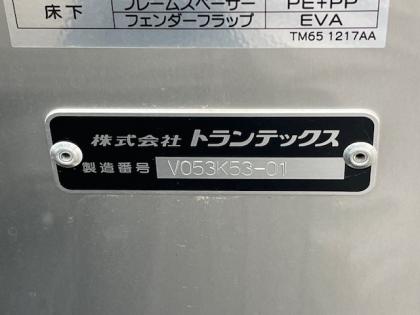 床下
フレームスペーサー PE+PP
フェンダーフラップ EVA
TM65 1217AA
株式会社 トランテックス
製造番号 V053K53-01